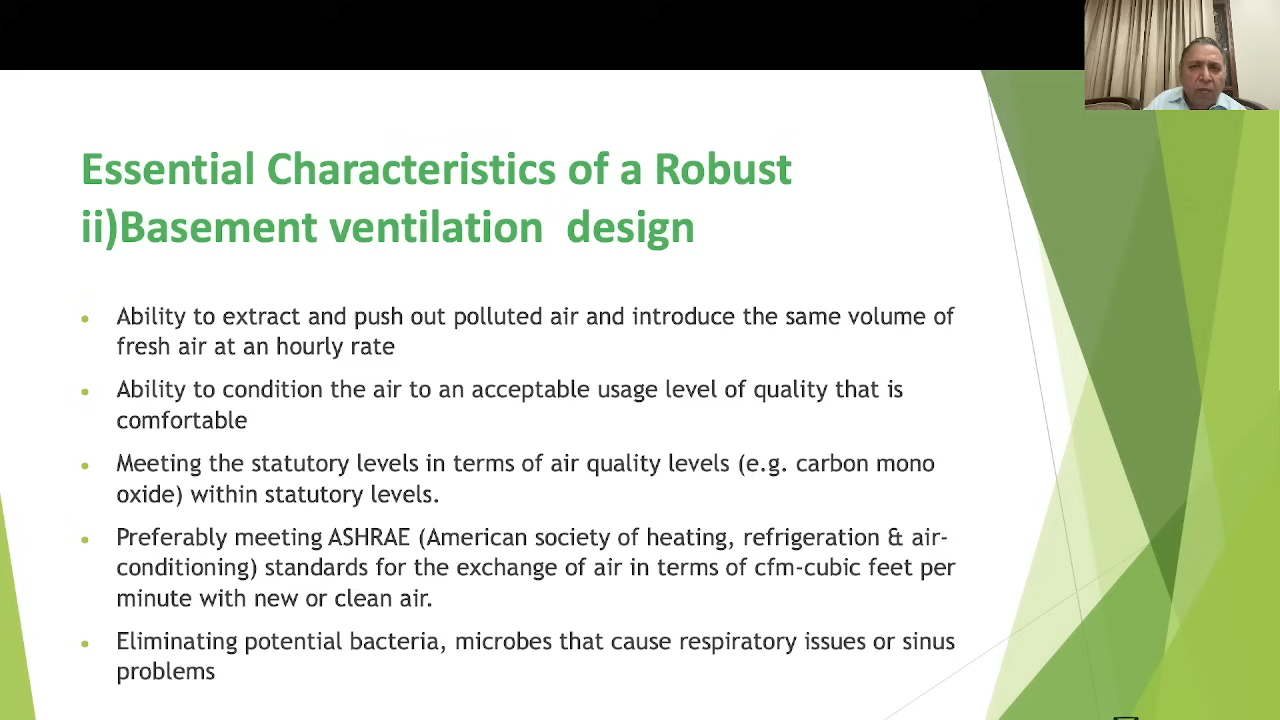 Essential Characteristics of a Robust
ii)Basement ventilation  design
Ability to extract and push out polluted air and introduce the same volume of
fresh air at an hourly rate
Ability to condition the air to an acceptable usage level of quality that is
comfortable
Meeting the statutory levels in terms of air quality levels (e.g. carbon mono
oxide) within statutory levels.
Preferably meeting ASHRAE (American society of heating, refrigeration & air-
conditioning) standards for the exchange of air in terms of cfm-cubic feet per
minute with new or clean air.
Eliminating potential bacteria, microbes that cause respiratory issues or sinus
problems